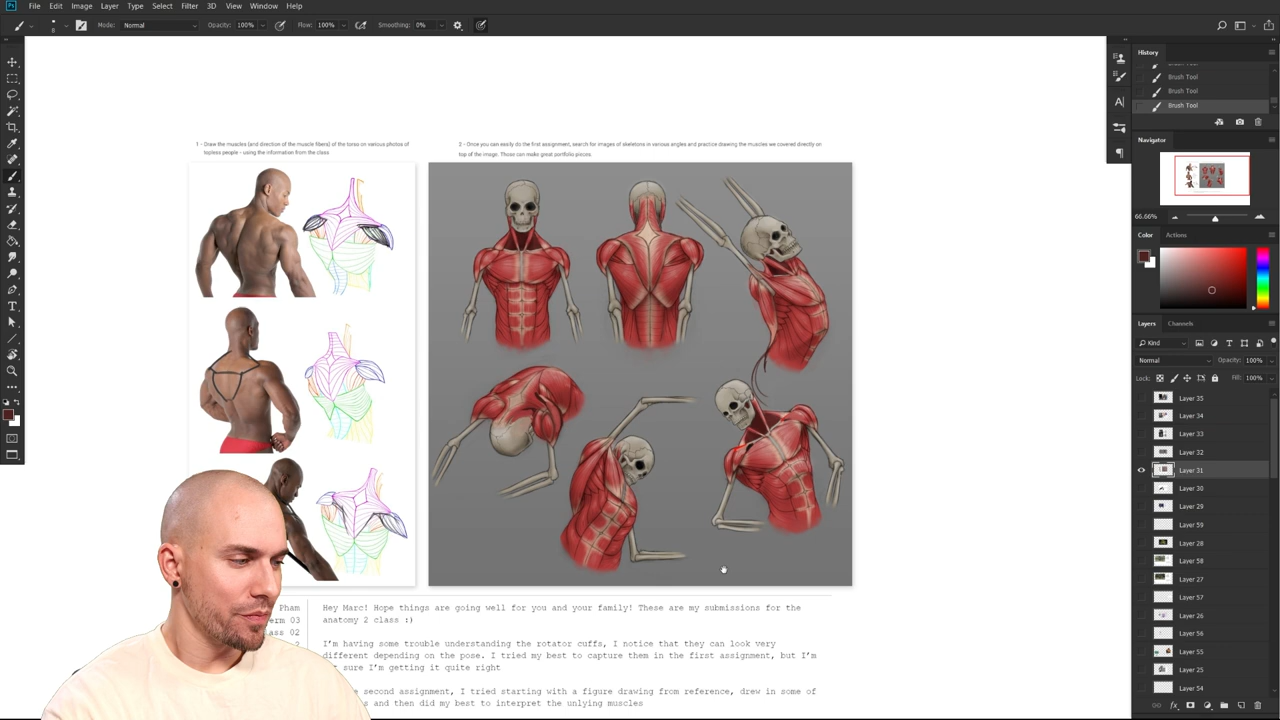 Ps File Edit Image Layer Type Select Filter 3D View Window Help
8 Mode: Normal Opacity: 100% Flow: 100% Smoothing: 0%
History
Brush Tool
Brush Tool
Brush Tool
Navigator
66.66%
Color Actions
Layers Channels
Kind
Normal Opacity: 100%
Lock: Fill: 100%
Layer 35
Layer 34
Layer 33
Layer 32
Layer 31
Layer 30
Layer 29
Layer 59
Layer 28
Layer 58
Layer 27
Layer 57
Layer 26
Layer 56
Layer 55
Layer 25
Layer 54
1 - Draw the muscles (and direction of the muscle fibers) of the torso on various photos of
topless people - using the information from the class.
2 - Once you can easily do the first assignment, search for images of skeletons in various angles and practice drawing the muscles we covered directly on
top of the image. Those can make great portfolio pieces.
Pham
erm 03
ass 02
Hey Marc! Hope things are going well for you and your family! These are my submissions for the
anatomy 2 class :)
I'm having some trouble understanding the rotator cuffs, I notice that they can look very
different depending on the pose. I tried my best to capture them in the first assignment, but I'm
sure I'm getting it quite right
second assignment, I tried starting with a figure drawing from reference, drew in some of
and then did my best to interpret the unlying muscles